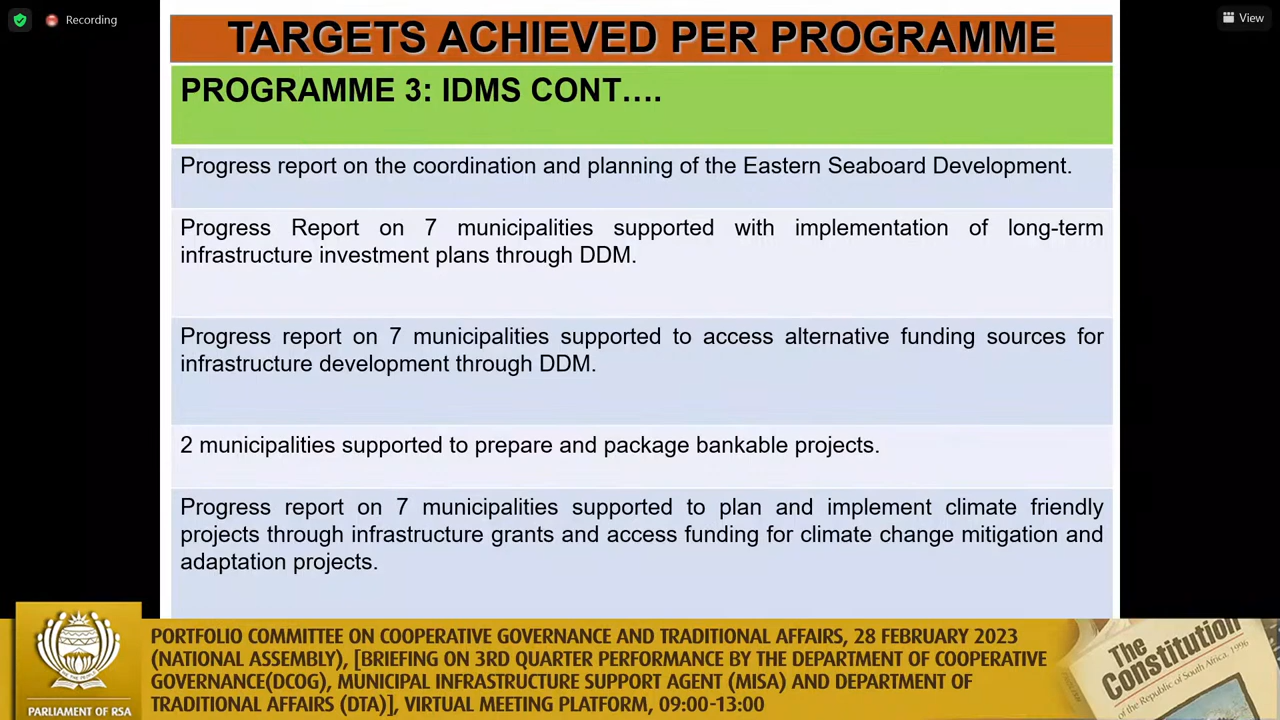 Recording
View
TARGETS ACHIEVED PER PROGRAMME
PROGRAMME 3: IDMS CONT….
Progress report on the coordination and planning of the Eastern Seaboard Development.
Progress Report on 7 municipalities supported with implementation of long-term
infrastructure investment plans through DDM.
Progress report on 7 municipalities supported to access alternative funding sources for
infrastructure development through DDM.
2 municipalities supported to prepare and package bankable projects.
Progress report on 7 municipalities supported to plan and implement climate friendly
projects through infrastructure grants and access funding for climate change mitigation and
adaptation projects.
PARLIAMENT OF RSA
PORTFOLIO COMMITTEE ON COOPERATIVE GOVERNANCE AND TRADITIONAL AFFAIRS, 28 FEBRUARY 2023
(NATIONAL ASSEMBLY), [BRIEFING ON 3RD QUARTER PERFORMANCE BY THE DEPARTMENT OF COOPERATIVE
GOVERNANCE(DCOG), MUNICIPAL INFRASTRUCTURE SUPPORT AGENT (MISA) AND DEPARTMENT OF
TRADITIONAL AFFAIRS (DTA)], VIRTUAL MEETING PLATFORM, 09:00-13:00
The
Constitution
of the Republic of South Africa, 1996